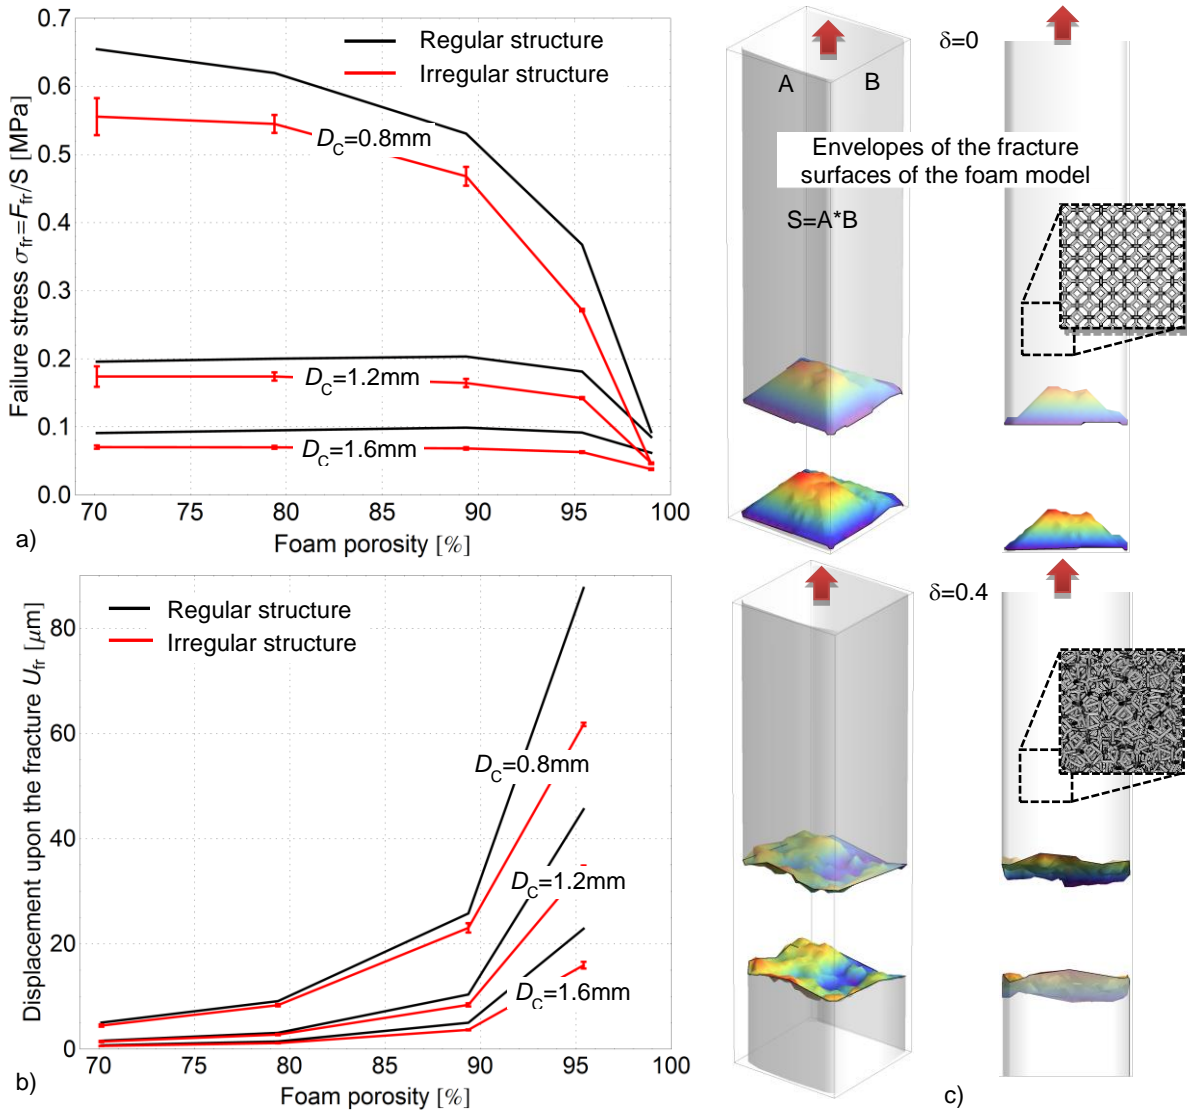 0.7
0.6
0.5
0.4
0.3
0.2
0.1
0.0
Failure stress σfr=Ffr/S [MPa]
Regular structure
Irregular structure
DC=0.8mm
DC=1.2mm
DC=1.6mm
70 75 80 85 90 95 100
Foam porosity [%]
a)
80
60
40
20
0
Displacement upon the fracture Ufr [μm]
Regular structure
Irregular structure
DC=0.8mm
DC=1.2mm
DC=1.6mm
70 75 80 85 90 95 100
Foam porosity [%]
b)
δ=0
A B
Envelopes of the fracture
surfaces of the foam model
S=A*B
δ=0.4
c)